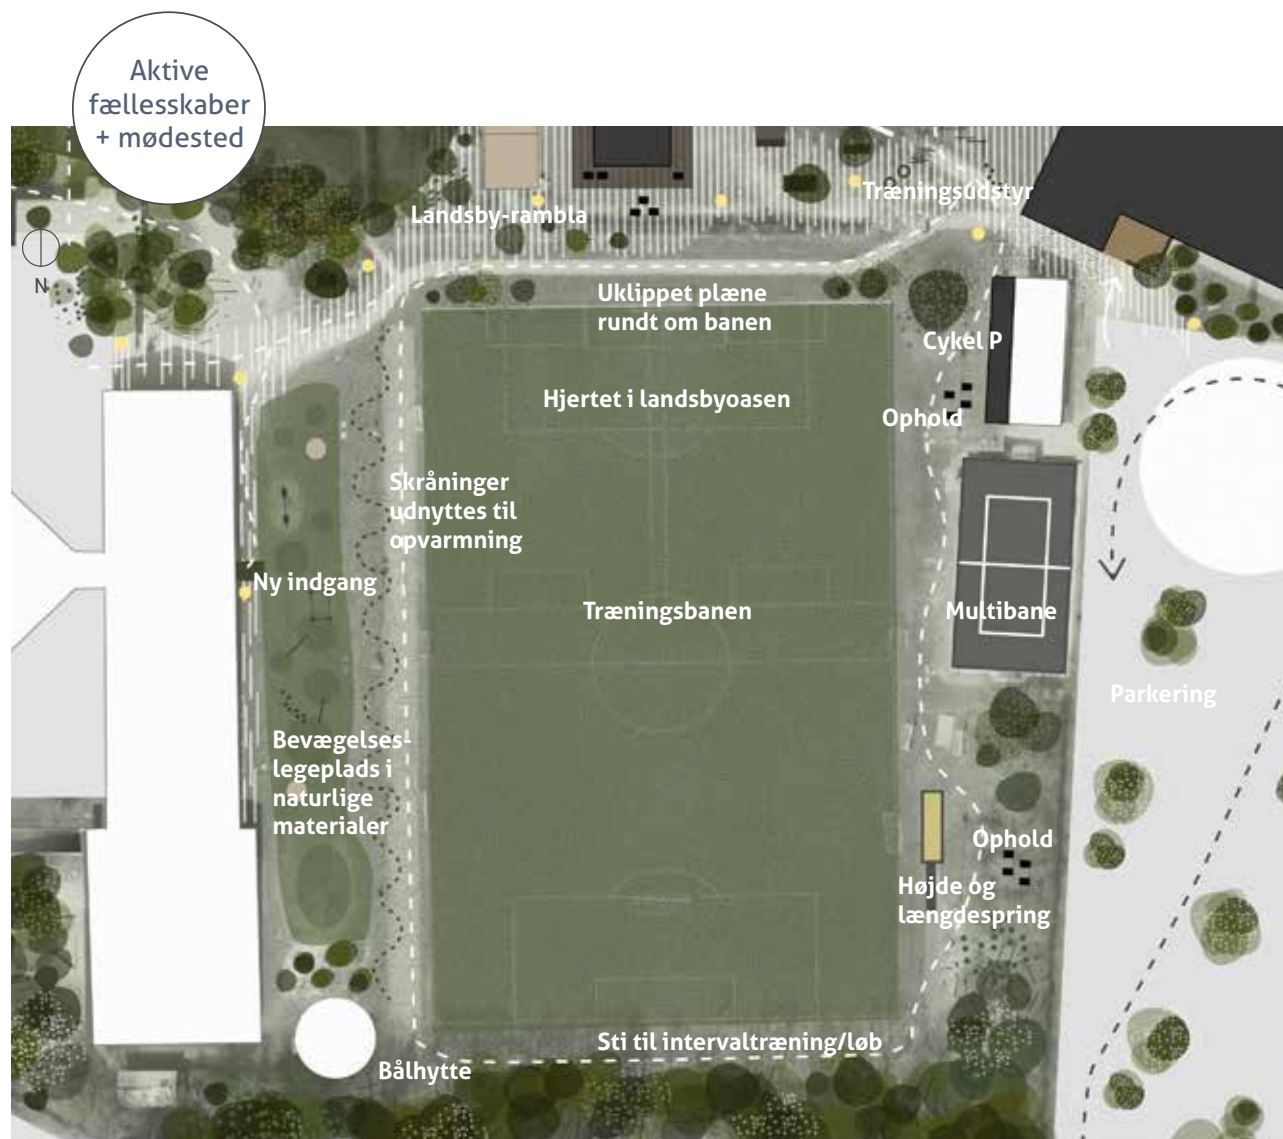 Aktive
fællesskaber
+ mødested
Træningsudstyr
Landsby-rambla
N
Uklippet plæne
rundt om banen
Cykel P
Hjertet i landsbyoasen
Ophold
Skråninger
udnyttes til
opvarmning
Ny indgang
Træningsbanen
Multibane
Parkering
Bevægelses-
legeplads i
naturlige
materialer
Ophold
Højde og
længdespring
Sti til intervaltræning/løb
Bålhytte